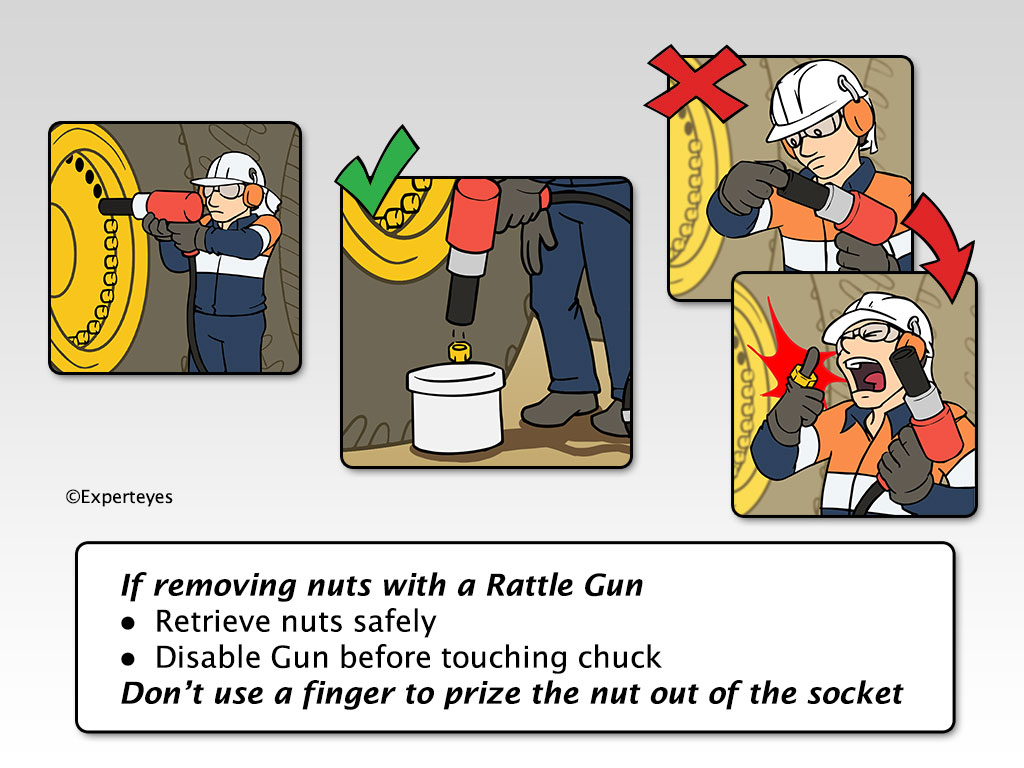 ©Experteyes
If removing nuts with a Rattle Gun
● Retrieve nuts safely
● Disable Gun before touching chuck
Don’t use a finger to prize the nut out of the socket